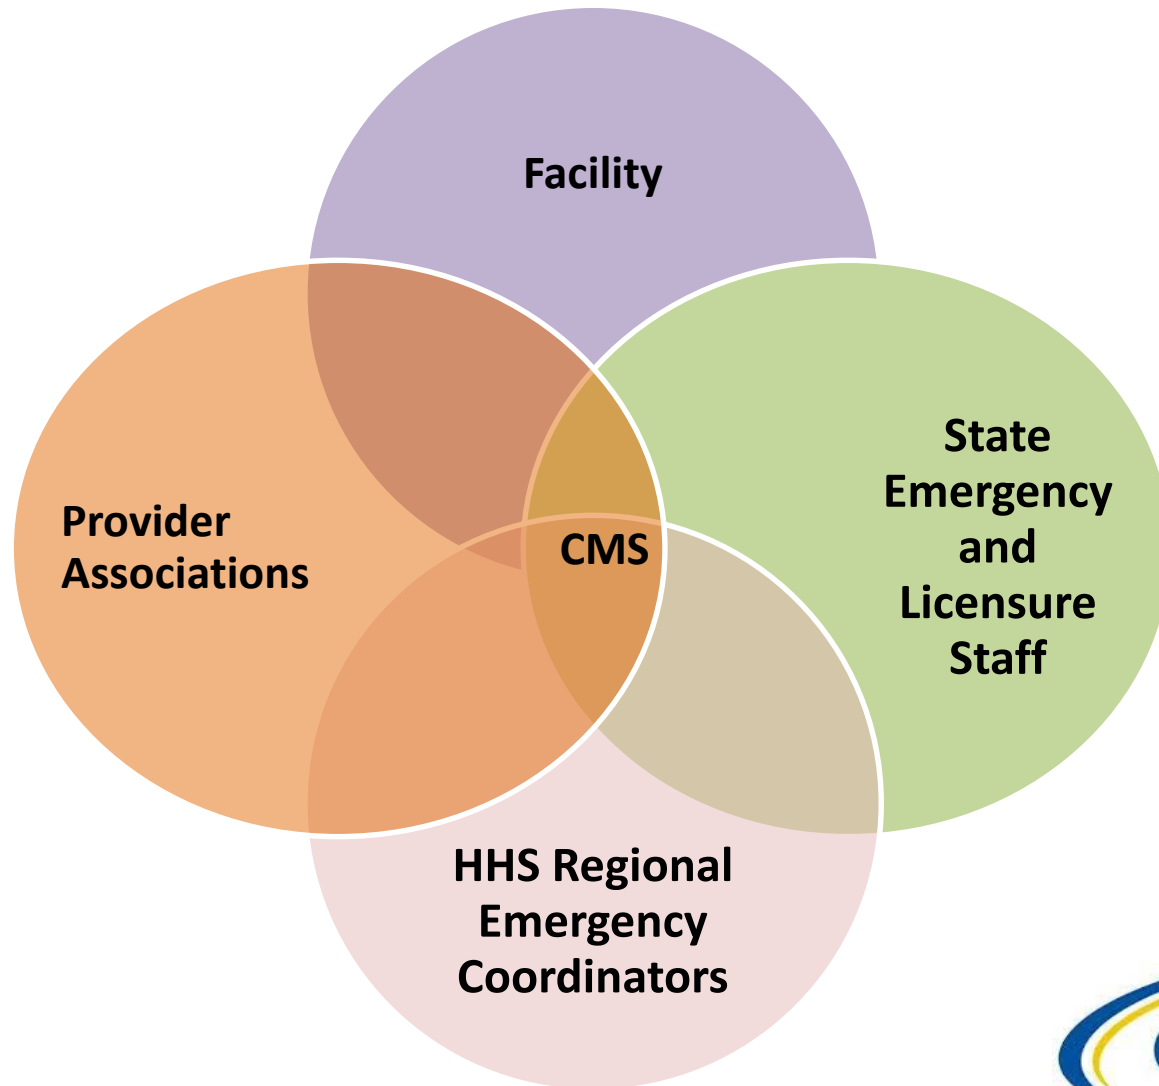 Facility
Provider
Associations
CMS
State
Emergency
and
Licensure
Staff
HHS Regional
Emergency
Coordinators